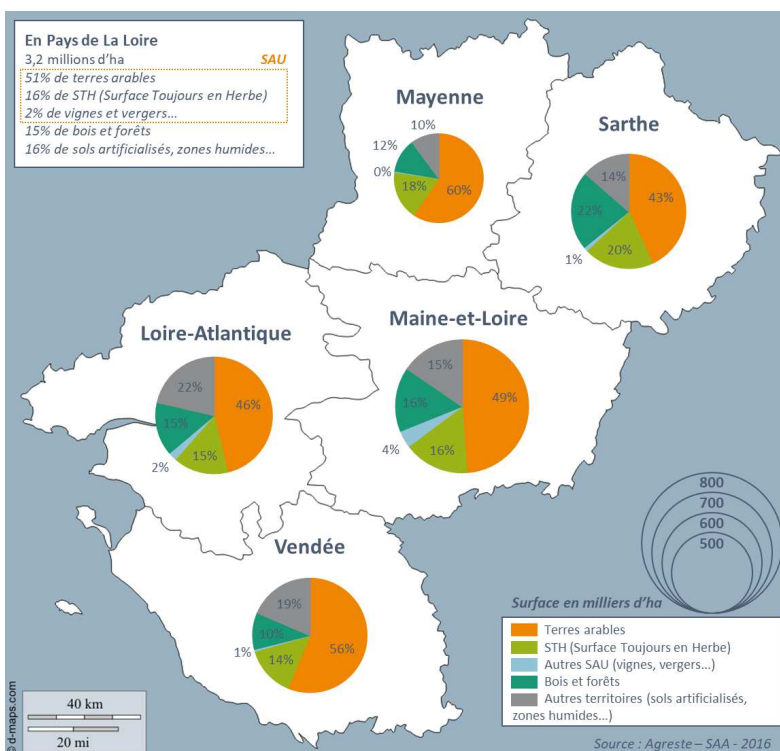 En Pays de La Loire
3,2 millions d'ha SAU
51% de terres arables
16% de STH (Surface Toujours en Herbe)
2% de vignes et vergers...
15% de bois et forêts
16% de sols artificialisés, zones humides...
Mayenne
10%
12%
0%
18%
60%
Sarthe
14%
43%
22%
1%
20%
Loire-Atlantique
22%
46%
15%
2%
15%
Maine-et-Loire
15%
49%
16%
4%
16%
Vendée
19%
10%
56%
1%
14%
800
700
600
500
Surface en milliers d'ha
Terres arables
STH (Surface Toujours en Herbe)
Autres SAU (vignes, vergers...)
Bois et forêts
Autres territoires (sols artificialisés,
zones humides...)
40 km
20 mi
© d-maps.com
Source : Agreste – SAA - 2016